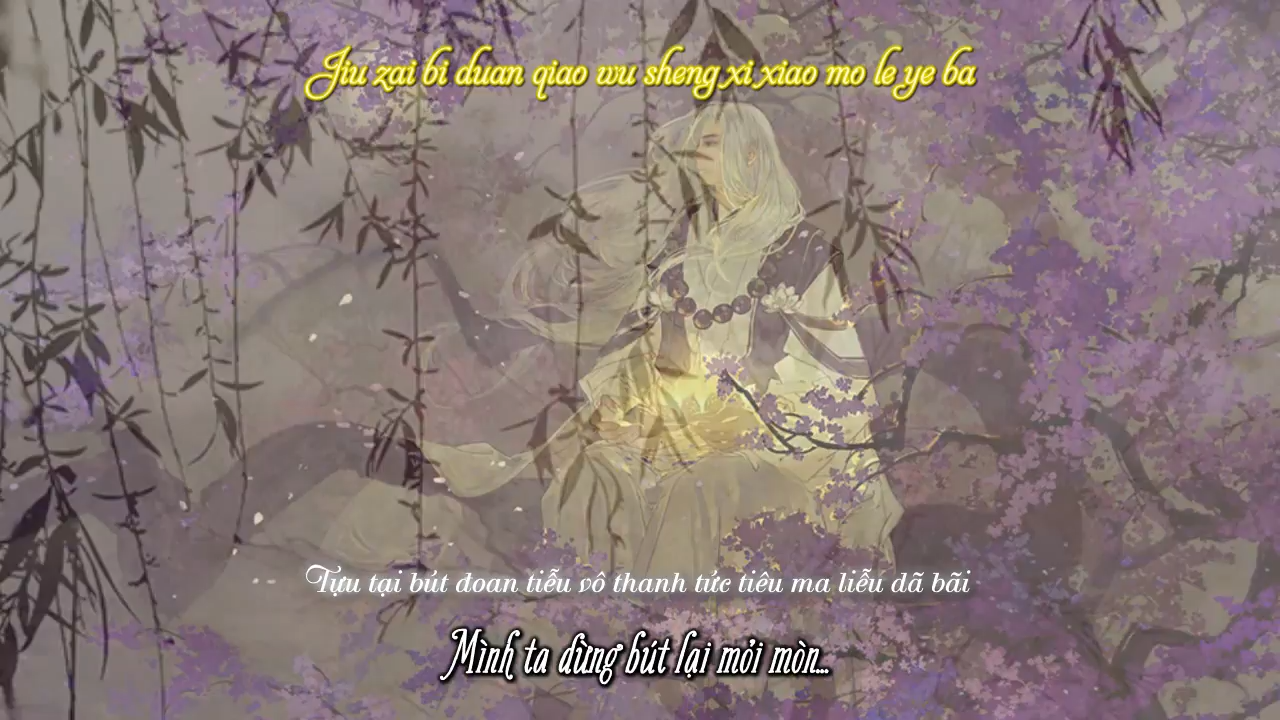 Jiu zai bi duan qiao wu sheng xi xiao mo le ye ba
Tựu tại bút đoan tiễu vô thanh tức tiêu ma liễu dã bãi
Mình ta dừng bút lại mỏi mòn...